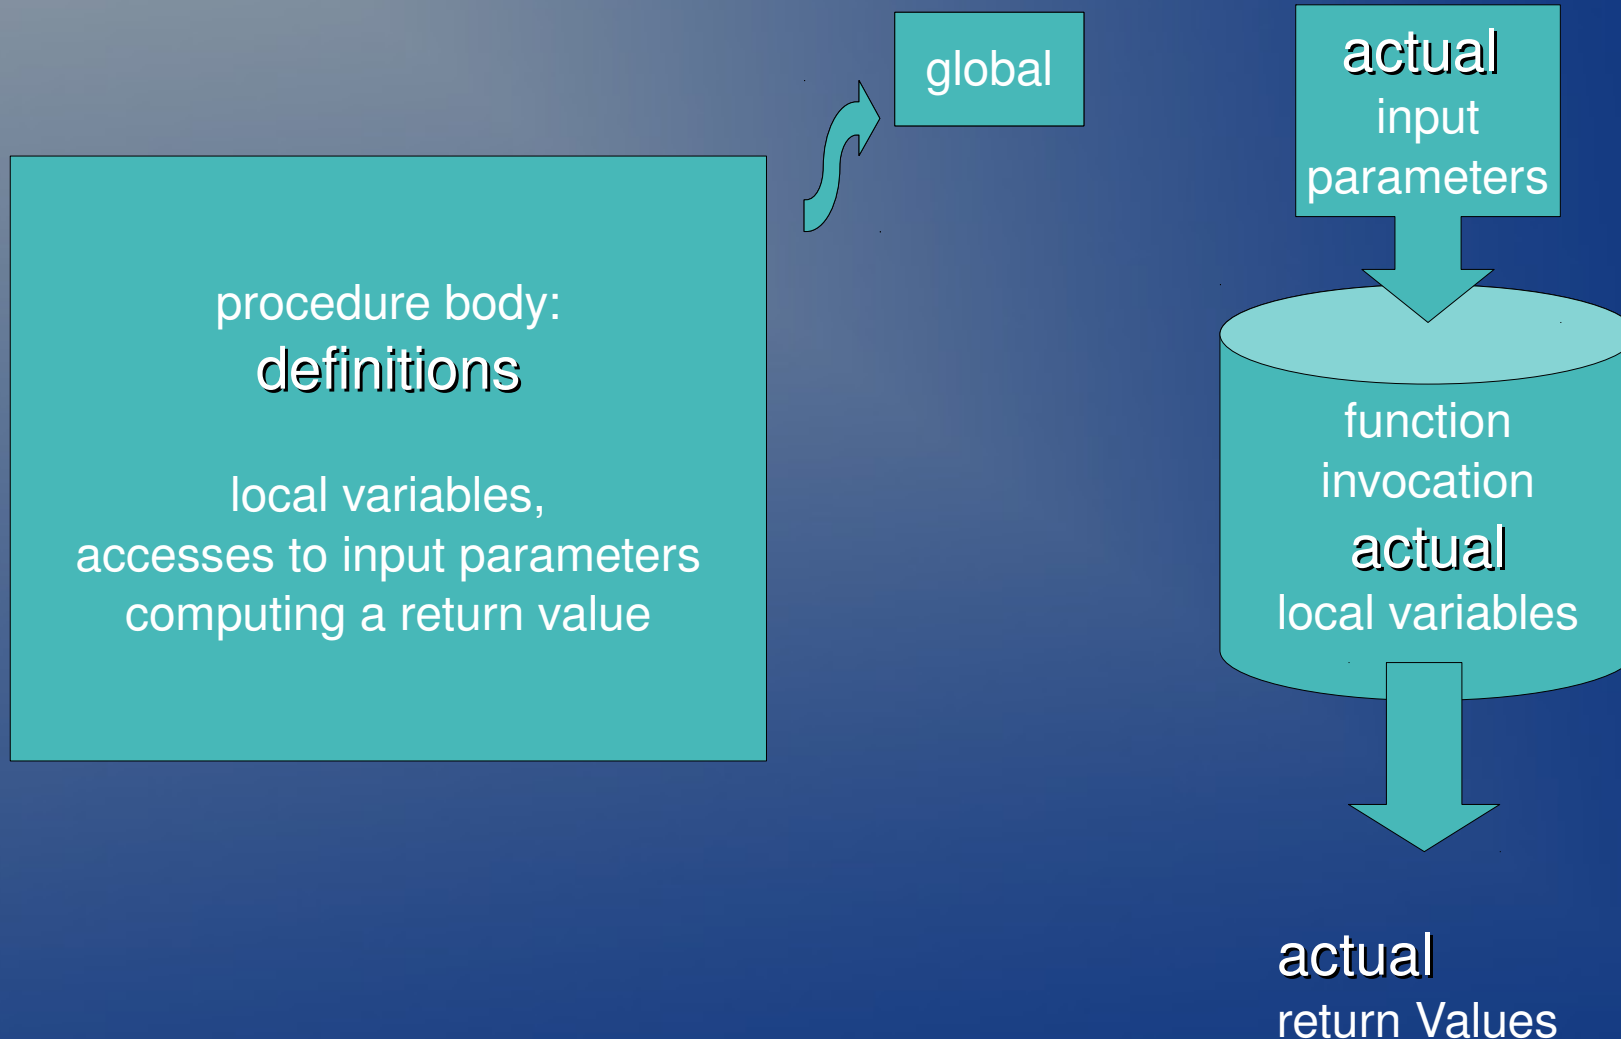 global
procedure body:
definitions
local variables,
accesses to input parameters
computing a return value
actual
input
parameters
function
invocation
actual
local variables
actual
return Values